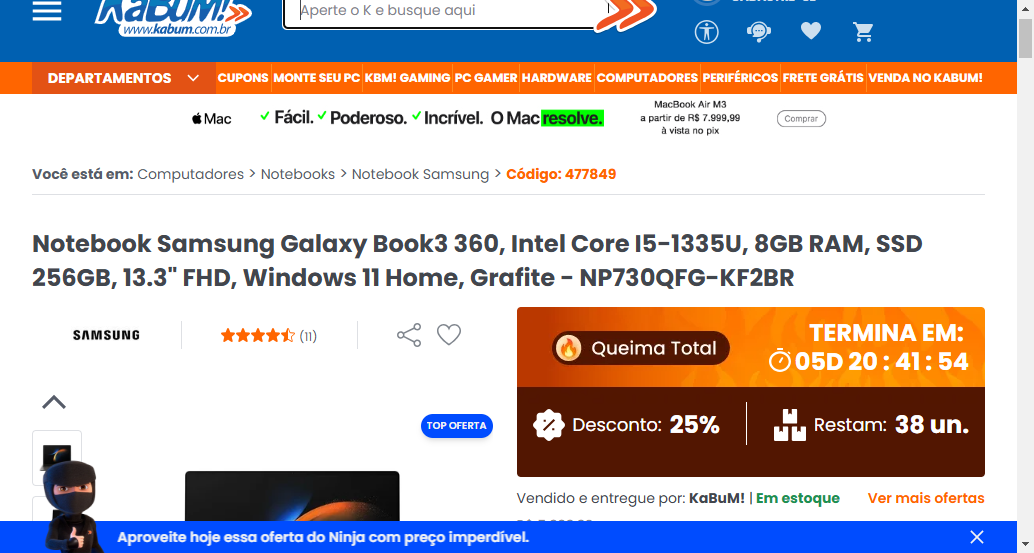 KaBuM!
www.kabum.com.br
Aperte o K e busque aqui
DEPARTAMENTOS
CUPONS MONTE SEU PC KBM! GAMING PC GAMER HARDWARE COMPUTADORES PERIFÉRICOS FRETE GRÁTIS VENDA NO KABUM!
Mac
Fácil. Poderoso. Incrível. O Mac resolve.
MacBook Air M3
a partir de R$ 7.999,99
à vista no pix
Comprar
Você está em: Computadores > Notebooks > Notebook Samsung > Código: 477849
Notebook Samsung Galaxy Book3 360, Intel Core I5-1335U, 8GB RAM, SSD
256GB, 13.3" FHD, Windows 11 Home, Grafite - NP730QFG-KF2BR
SAMSUNG
(11)
Queima Total
TERMINA EM:
05D 20 : 41 : 54
TOP OFERTA
Desconto: 25%
Restam: 38 un.
Vendido e entregue por: KaBuM! | Em estoque
Ver mais ofertas
Aproveite hoje essa oferta do Ninja com preço imperdível.